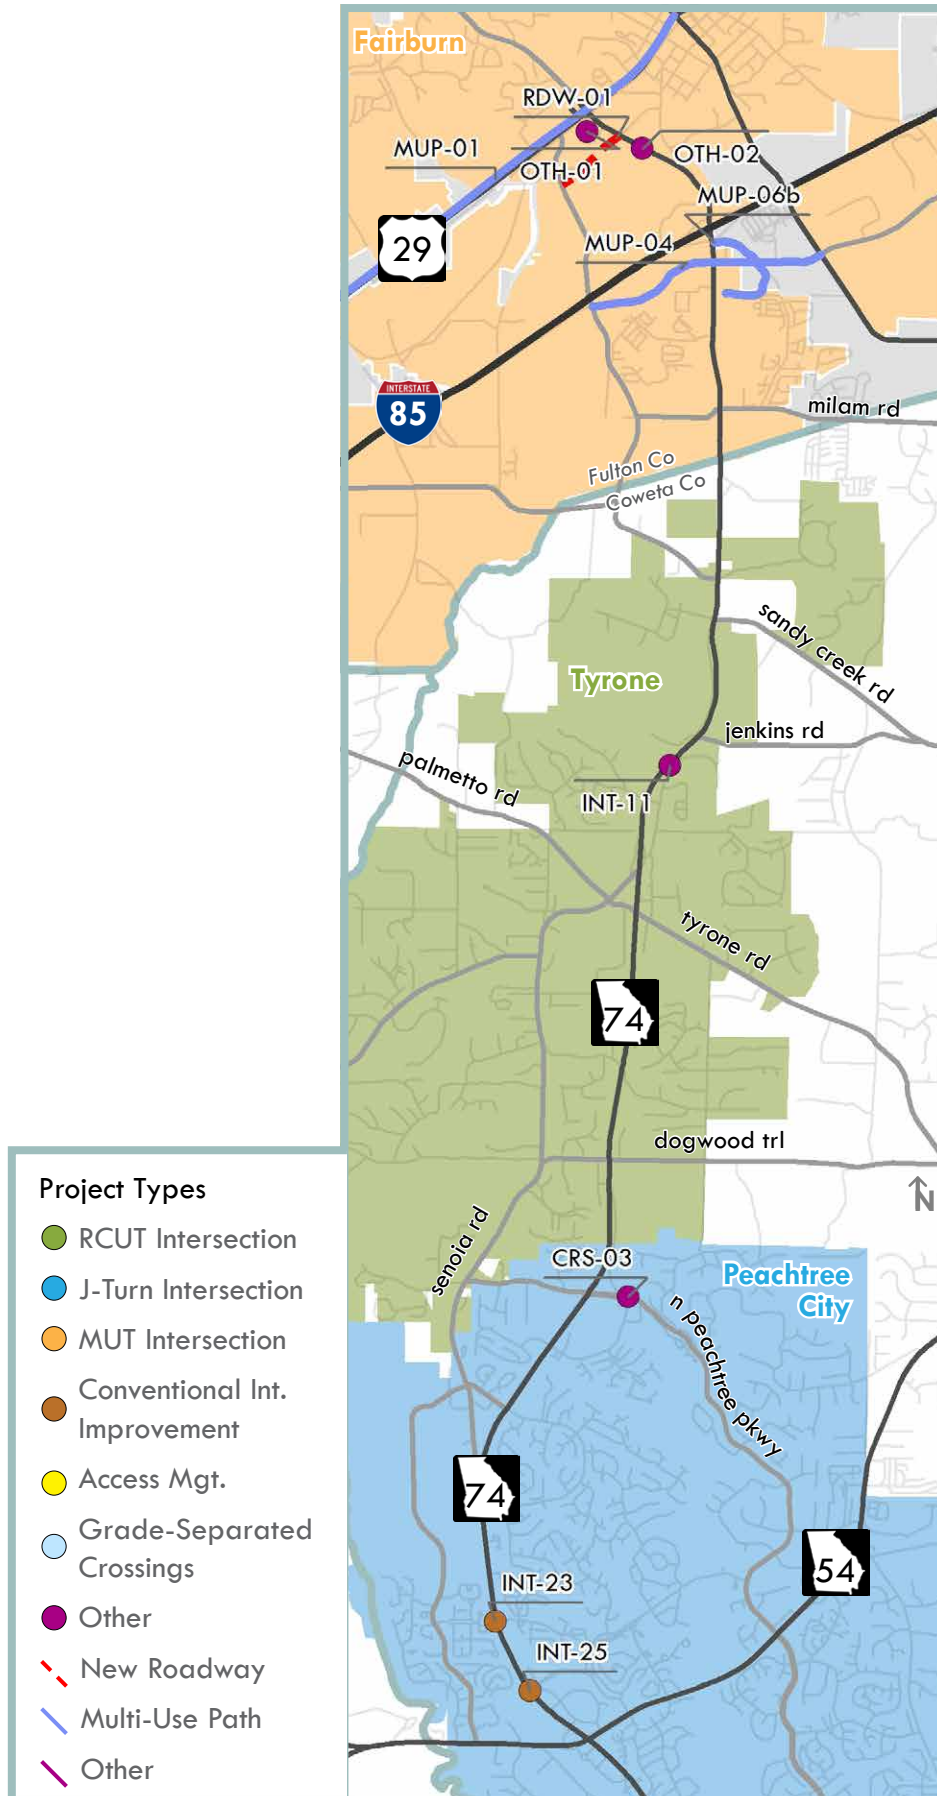 Fairburn
RDW-01
MUP-01
OTH-01
OTH-02
MUP-06b
29
MUP-04
INTERSTATE
85
milam rd
Fulton Co
Coweta Co
sandy creek rd
Tyrone
jenkins rd
palmetto rd
INT-11
tyrone rd
74
dogwood trl
N
senoia rd
CRS-03
Peachtree
City
n peachtree pkwy
74
54
INT-23
INT-25
Project Types
RCUT Intersection
J-Turn Intersection
MUT Intersection
Conventional Int.
Improvement
Access Mgt.
Grade-Separated
Crossings
Other
New Roadway
Multi-Use Path
Other